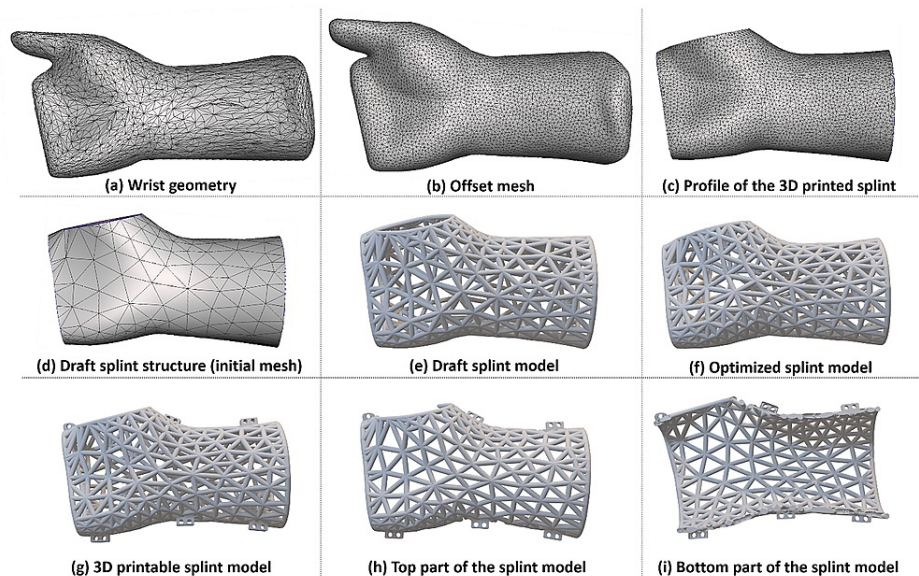 (a) Wrist geometry
(b) Offset mesh
(c) Profile of the 3D printed splint
(d) Draft splint structure (initial mesh)
(e) Draft splint model
(f) Optimized splint model
(g) 3D printable splint model
(h) Top part of the splint model
(i) Bottom part of the splint model